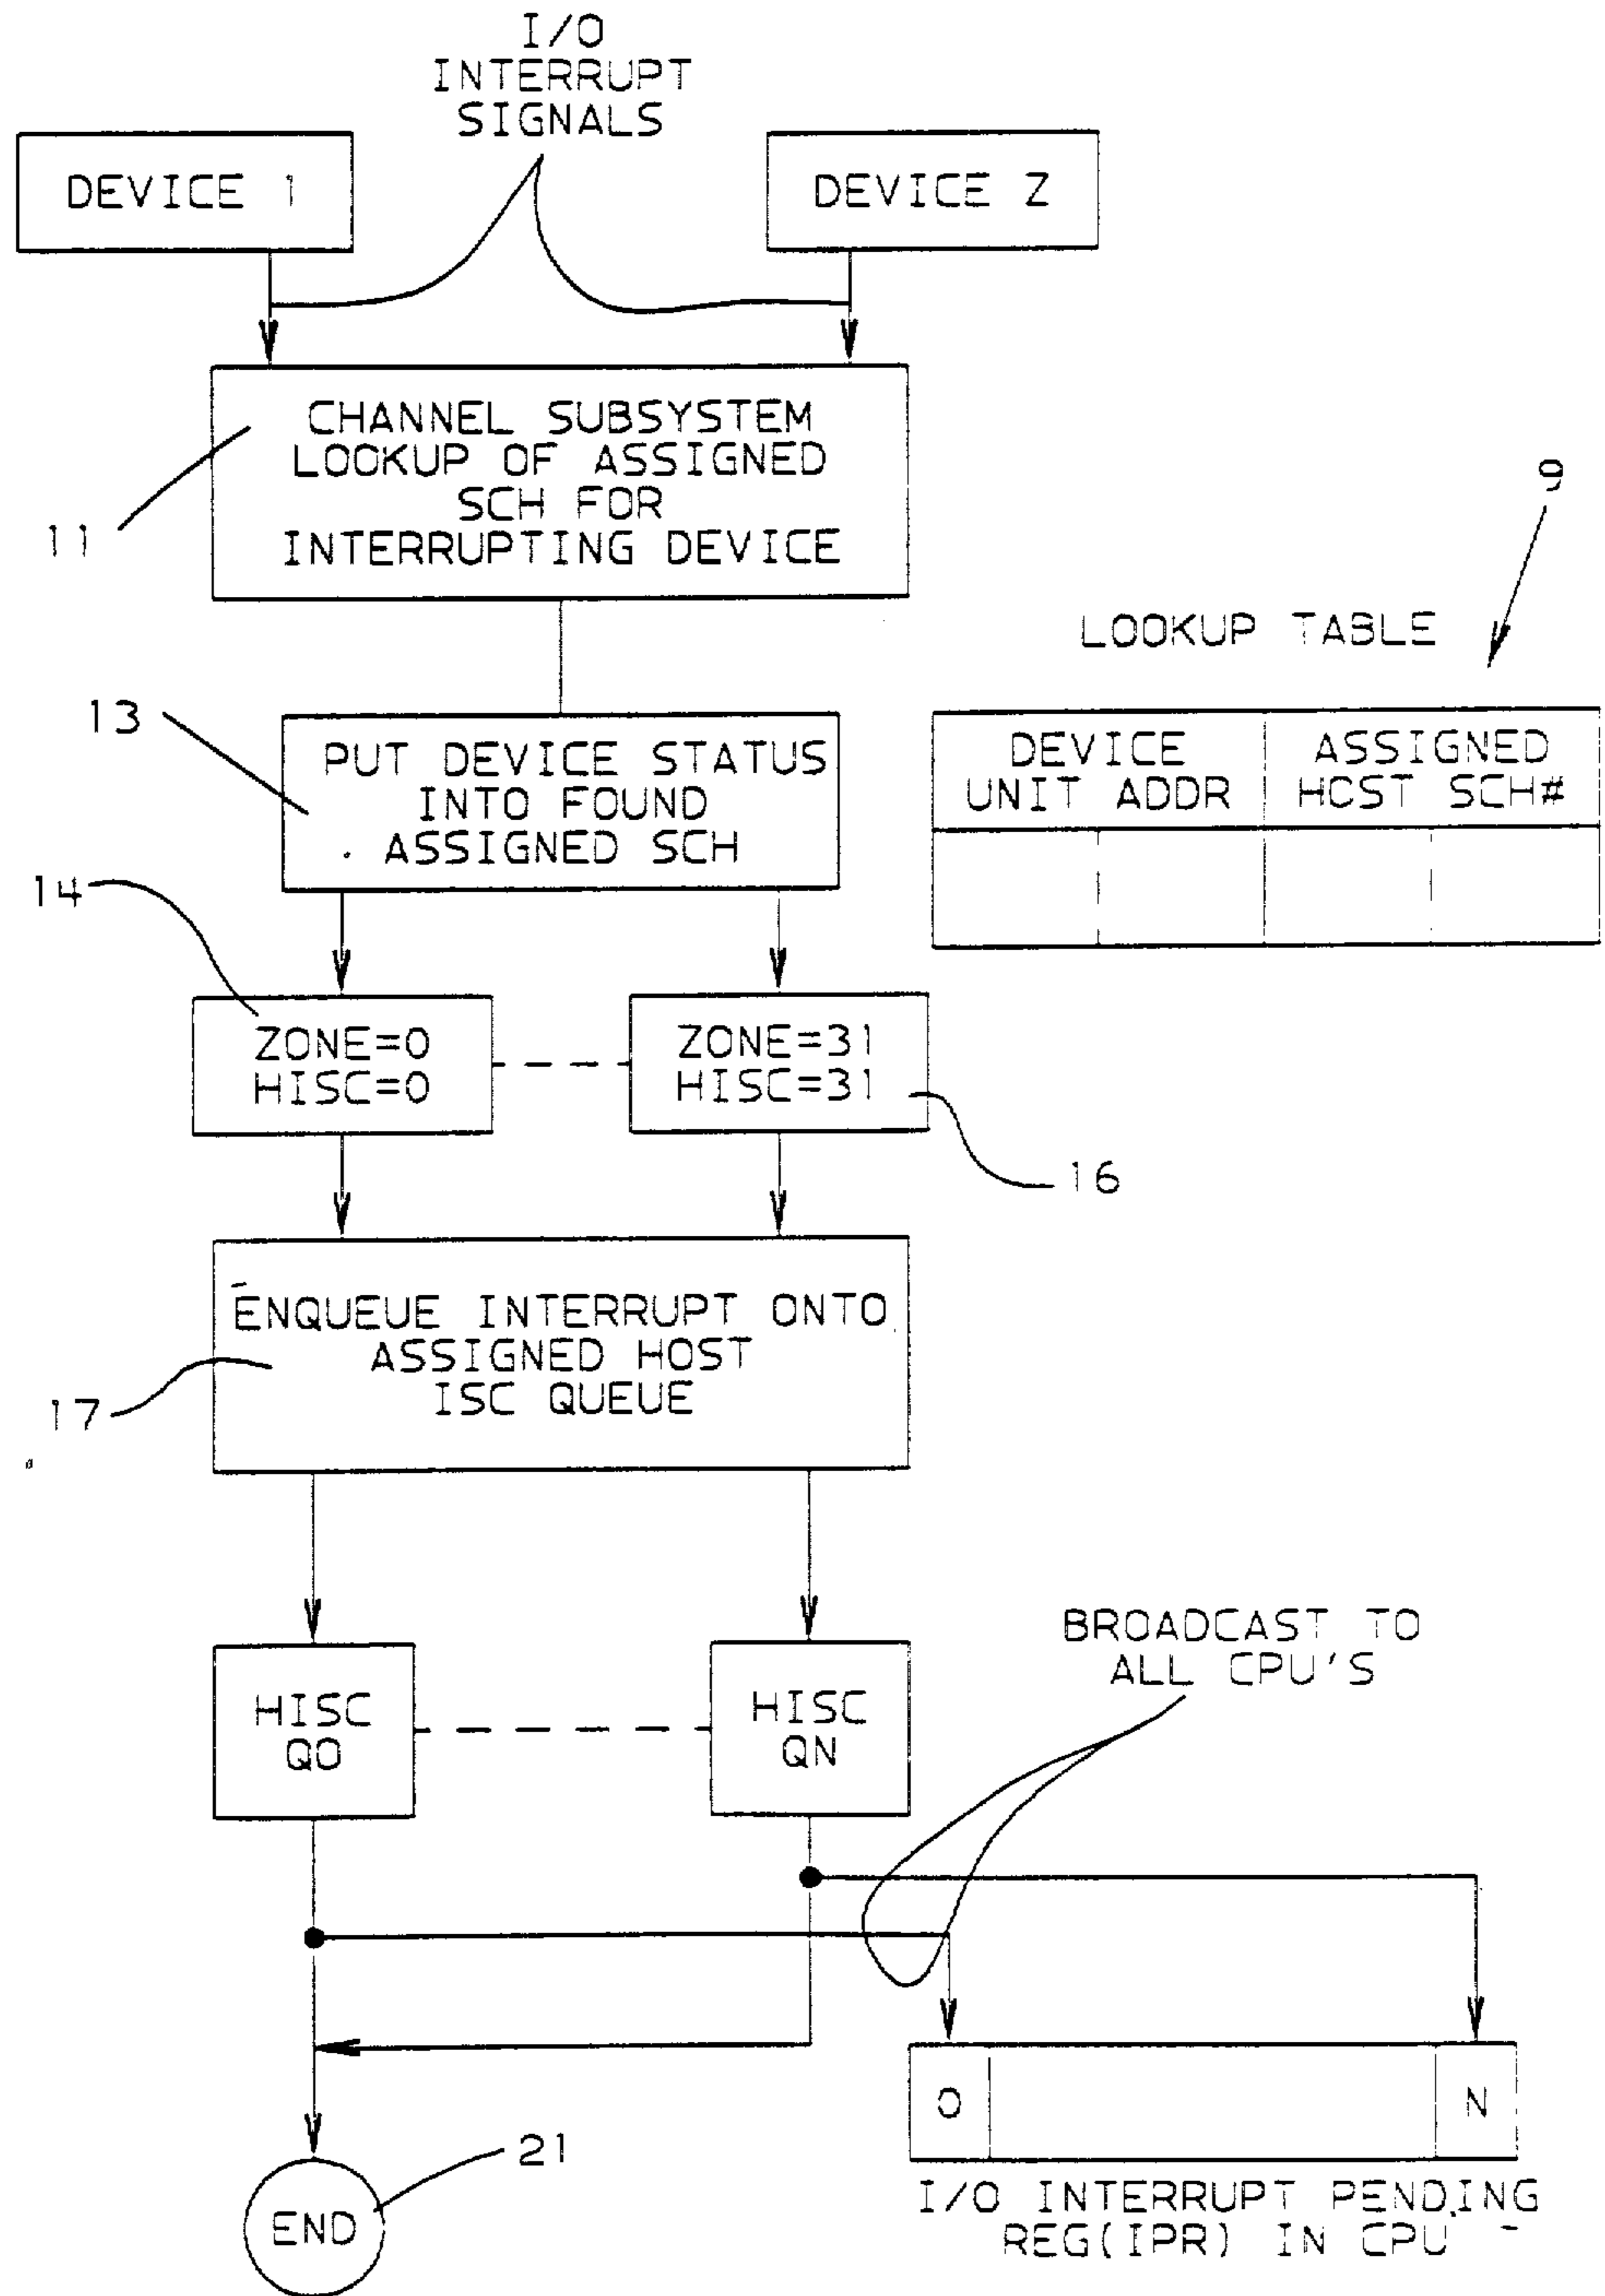 I/O
INTERRUPT
SIGNALS
DEVICE 1
DEVICE Z
CHANNEL SUBSYSTEM
LOOKUP OF ASSIGNED
SCH FOR
INTERRUPTING DEVICE
11
9
LOOKUP TABLE
DEVICE
UNIT ADDR
ASSIGNED
HOST SCH#
13
PUT DEVICE STATUS
INTO FOUND
ASSIGNED SCH
14
ZONE=0
HISC=0
ZONE=31
HISC=31
16
ENQUEUE INTERRUPT ONTO
ASSIGNED HOST
ISC QUEUE
17
HISC
Q0
HISC
QN
BROADCAST TO
ALL CPU'S
0
N
I/O INTERRUPT PENDING
REG(IPR) IN CPU
21
END